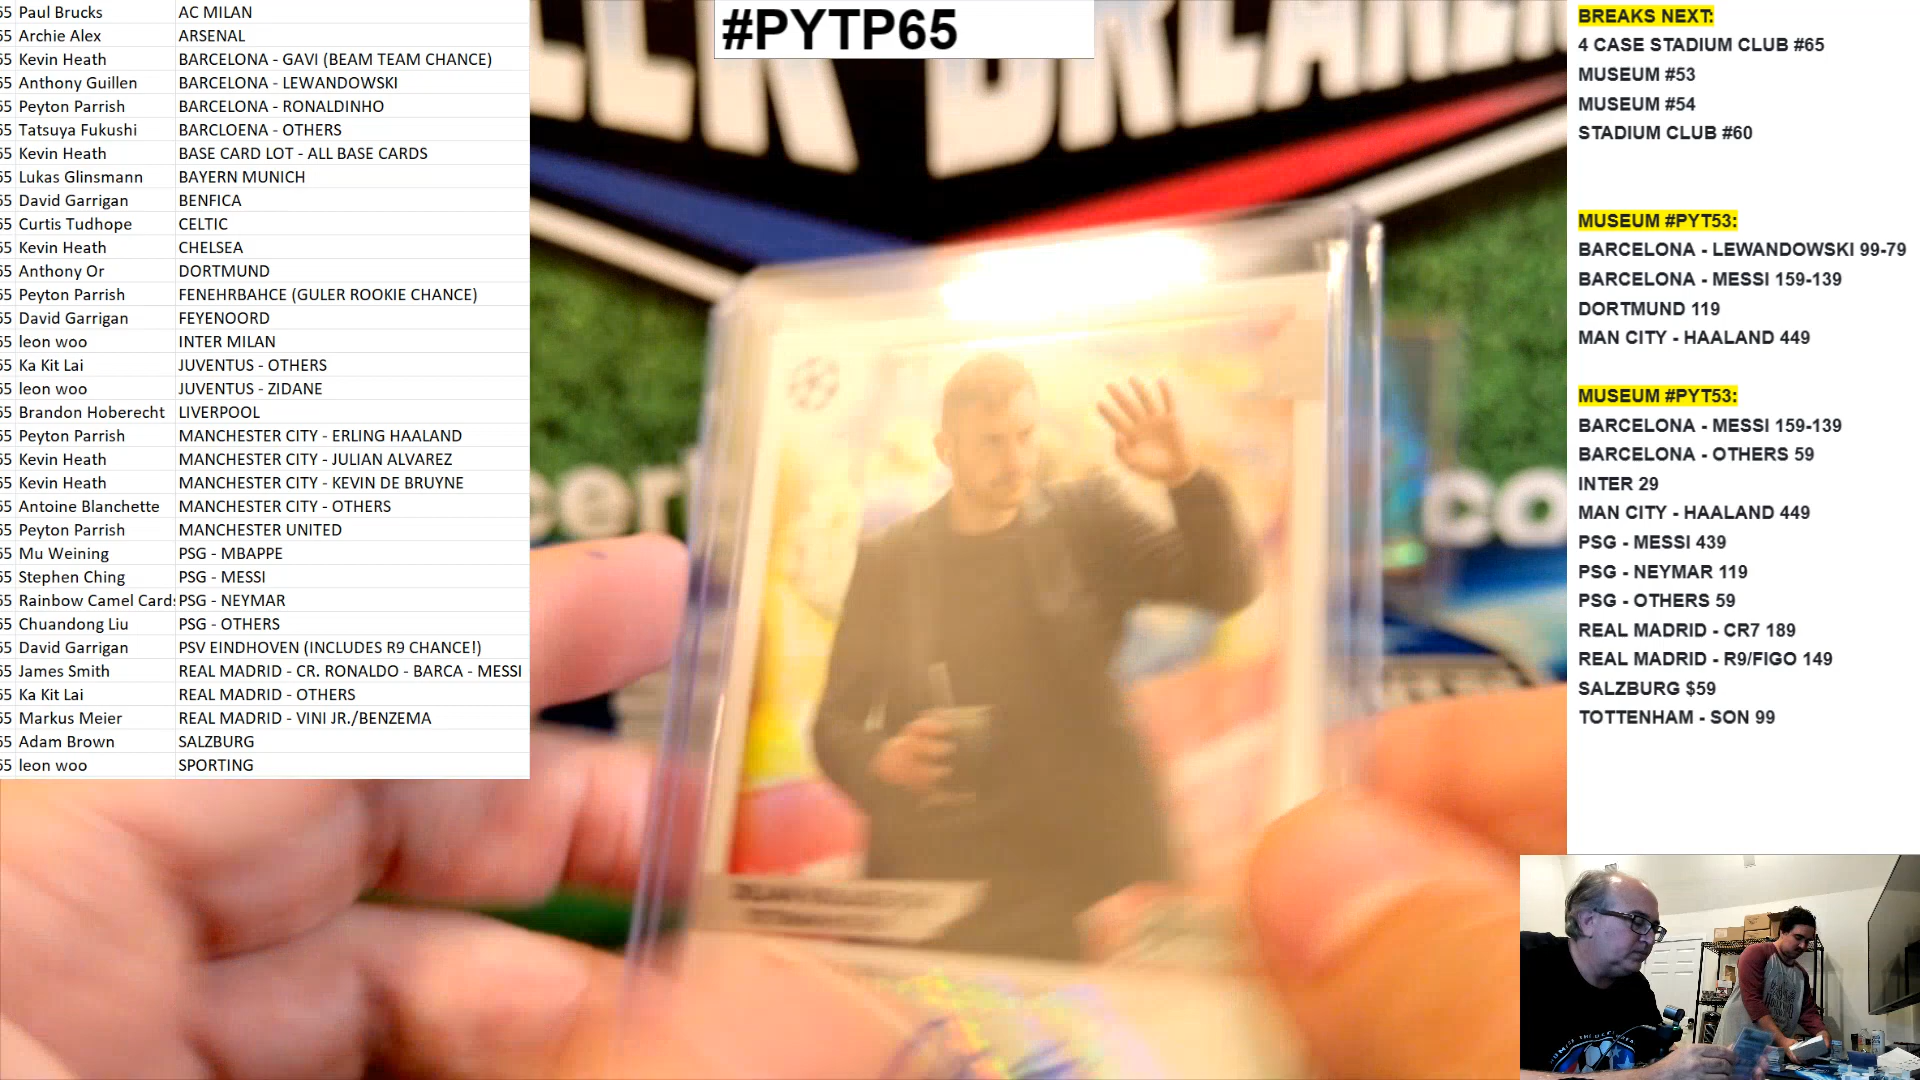 65 Paul Brucks AC MILAN
65 Archie Alex ARSENAL
65 Kevin Heath BARCELONA - GAVI (BEAM TEAM CHANCE)
65 Anthony Guillen BARCELONA - LEWANDOWSKI
65 Peyton Parrish BARCELONA - RONALDINHO
65 Tatsuya Fukushi BARCLOENA - OTHERS
65 Kevin Heath BASE CARD LOT - ALL BASE CARDS
65 Lukas Glinsmann BAYERN MUNICH
65 David Garrigan BENFICA
65 Curtis Tudhope CELTIC
65 Kevin Heath CHELSEA
65 Anthony Or DORTMUND
65 Peyton Parrish FENEHRBAHCE (GULER ROOKIE CHANCE)
65 David Garrigan FEYENOORD
65 leon woo INTER MILAN
65 Ka Kit Lai JUVENTUS - OTHERS
65 leon woo JUVENTUS - ZIDANE
65 Brandon Hoberecht LIVERPOOL
65 Peyton Parrish MANCHESTER CITY - ERLING HAALAND
65 Kevin Heath MANCHESTER CITY - JULIAN ALVAREZ
65 Kevin Heath MANCHESTER CITY - KEVIN DE BRUYNE
65 Antoine Blanchette MANCHESTER CITY - OTHERS
65 Peyton Parrish MANCHESTER UNITED
65 Mu Weining PSG - MBAPPE
65 Stephen Ching PSG - MESSI
65 Rainbow Camel Cards PSG - NEYMAR
65 Chuandong Liu PSG - OTHERS
65 David Garrigan PSV EINDHOVEN (INCLUDES R9 CHANCE!)
65 James Smith REAL MADRID - CR. RONALDO - BARCA - MESSI
65 Ka Kit Lai REAL MADRID - OTHERS
65 Markus Meier REAL MADRID - VINI JR./BENZEMA
65 Adam Brown SALZBURG
65 leon woo SPORTING
#PYTP65
BREAKS NEXT:
4 CASE STADIUM CLUB #65
MUSEUM #53
MUSEUM #54
STADIUM CLUB #60
MUSEUM #PYT53:
BARCELONA - LEWANDOWSKI 99-79
BARCELONA - MESSI 159-139
DORTMUND 119
MAN CITY - HAALAND 449
MUSEUM #PYT53:
BARCELONA - MESSI 159-139
BARCELONA - OTHERS 59
INTER 29
MAN CITY - HAALAND 449
PSG - MESSI 439
PSG - NEYMAR 119
PSG - OTHERS 59
REAL MADRID - CR7 189
REAL MADRID - R9/FIGO 149
SALZBURG $59
TOTTENHAM - SON 99